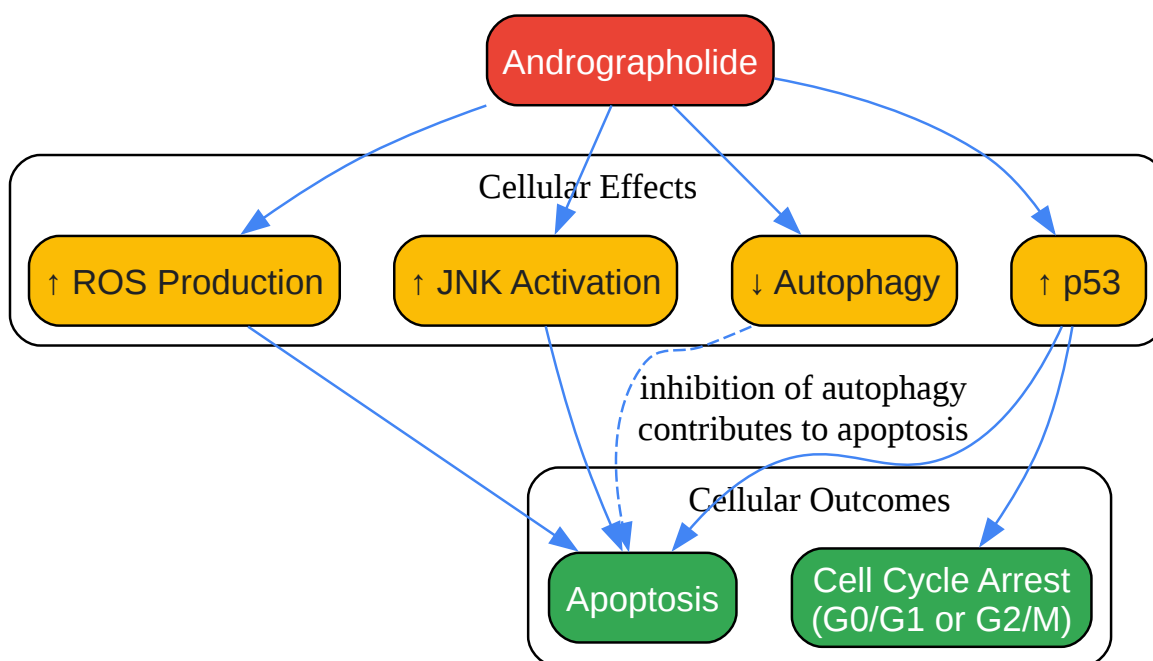 Andrographolide
Cellular Effects
↑ ROS Production
↑ JNK Activation
↓ Autophagy
↑ p53
inhibition of autophagy
contributes to apoptosis
Cellular Outcomes
Apoptosis
Cell Cycle Arrest
(G0/G1 or G2/M)